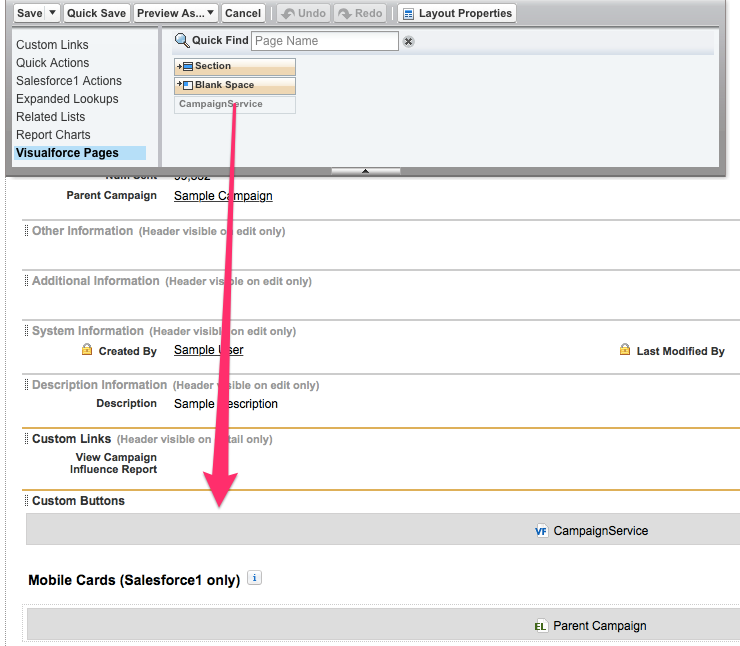 Save ▼ Quick Save Preview As... ▼ Cancel Undo Redo Layout Properties
Custom Links
Quick Actions
Salesforce1 Actions
Expanded Lookups
Related Lists
Report Charts
Visualforce Pages
Quick Find Page Name
Section
Blank Space
CampaignService
Parent Campaign Sample Campaign
Other Information (Header visible on edit only)
Additional Information (Header visible on edit only)
System Information (Header visible on edit only)
Created By Sample User Last Modified By
Description Information (Header visible on edit only)
Description Sample Description
Custom Links (Header visible on detail only)
View Campaign
Influence Report
Custom Buttons
VF CampaignService
Mobile Cards (Salesforce1 only) i
EL Parent Campaign